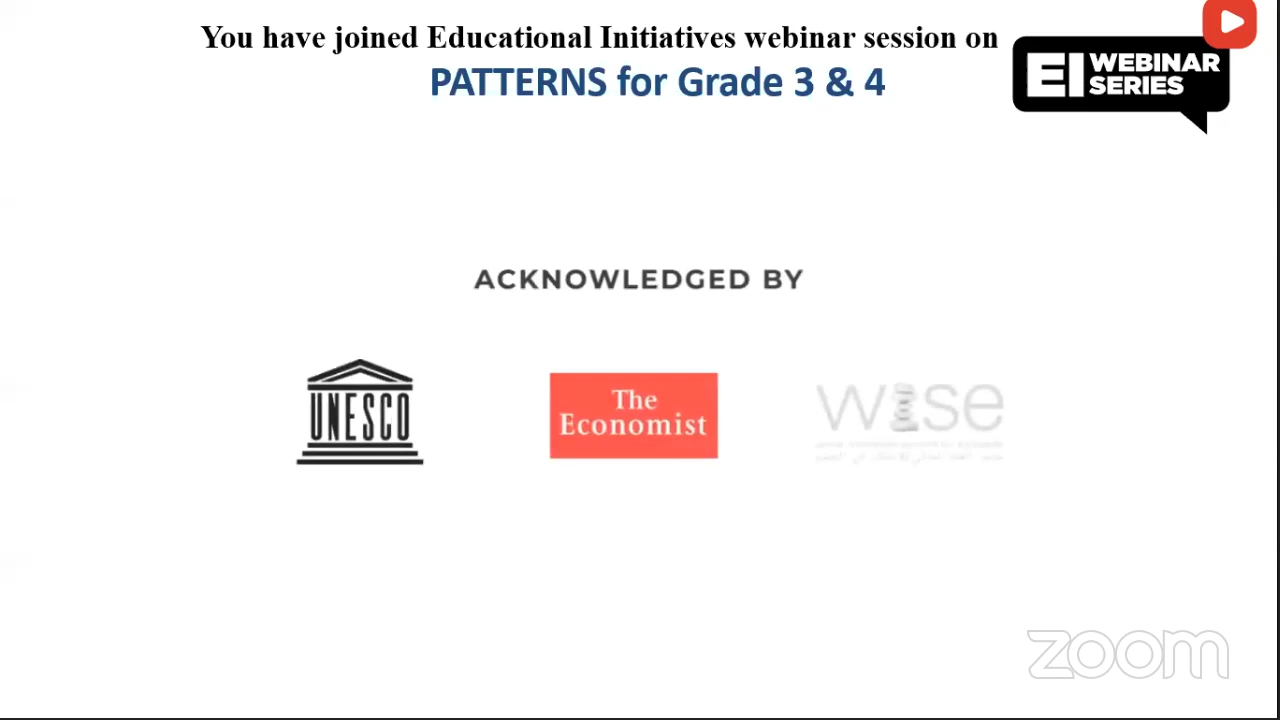 You have joined Educational Initiatives webinar session on
PATTERNS for Grade 3 & 4
EI WEBINAR
SERIES
ACKNOWLEDGED BY
UNESCO
The
Economist
wise
zoom